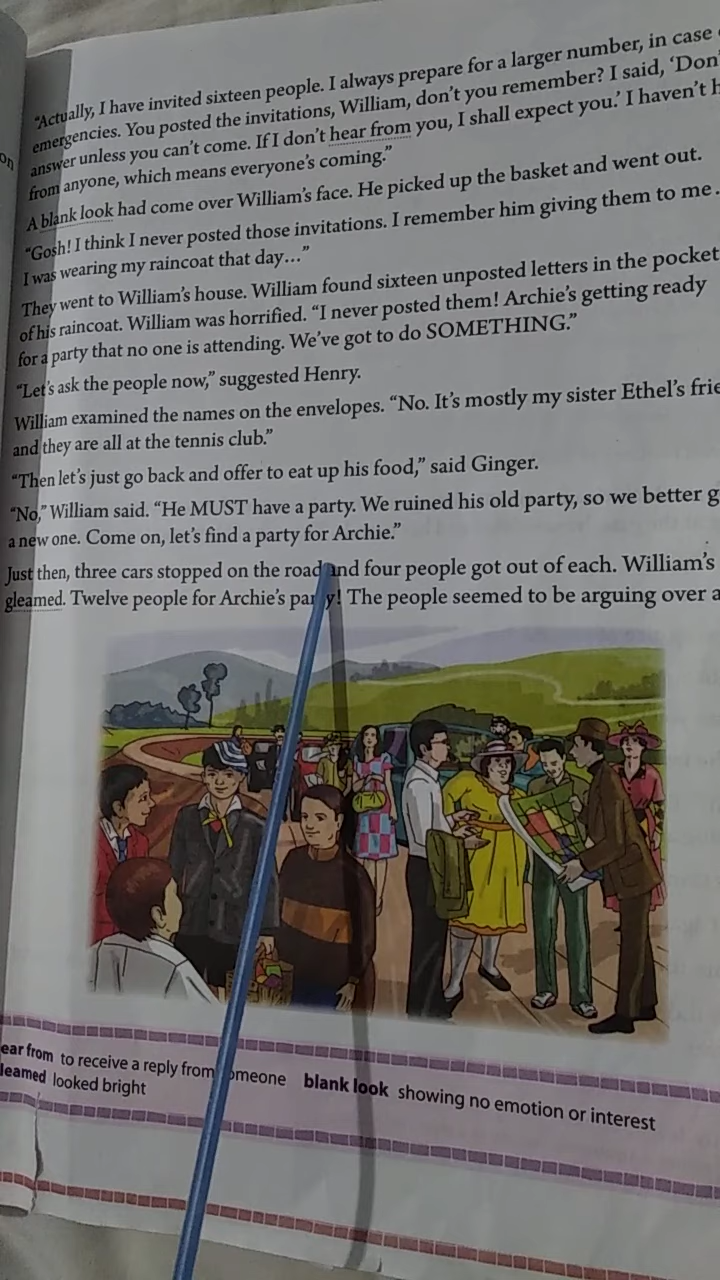 "Actually, I have invited sixteen people. I always prepare for a larger number, in case
emergencies. You posted the invitations, William, don't you remember? I said, 'Don'
answer unless you can't come. If I don't hear from you, I shall expect you.' I haven't
from anyone, which means everyone's coming."
A blank look had come over William's face. He picked up the basket and went out.
"Gosh! I think I never posted those invitations. I remember him giving them to me.
I was wearing my raincoat that day…"
They went to William's house. William found sixteen unposted letters in the pocket
of his raincoat. William was horrified. "I never posted them! Archie's getting ready
for a party that no one is attending. We've got to do SOMETHING."
"Let's ask the people now," suggested Henry.
William examined the names on the envelopes. "No. It's mostly my sister Ethel's
and they are all at the tennis club."
"Then let's just go back and offer to eat up his food," said Ginger.
"No," William said. "He MUST have a party. We ruined his old party, so we better
a new one. Come on, let's find a party for Archie."
Just then, three cars stopped on the road and four people got out of each. William's
gleamed. Twelve people for Archie's party! The people seemed to be arguing over a
on
ear from to receive a reply from someone blank look showing no emotion or interest
leamed looked bright